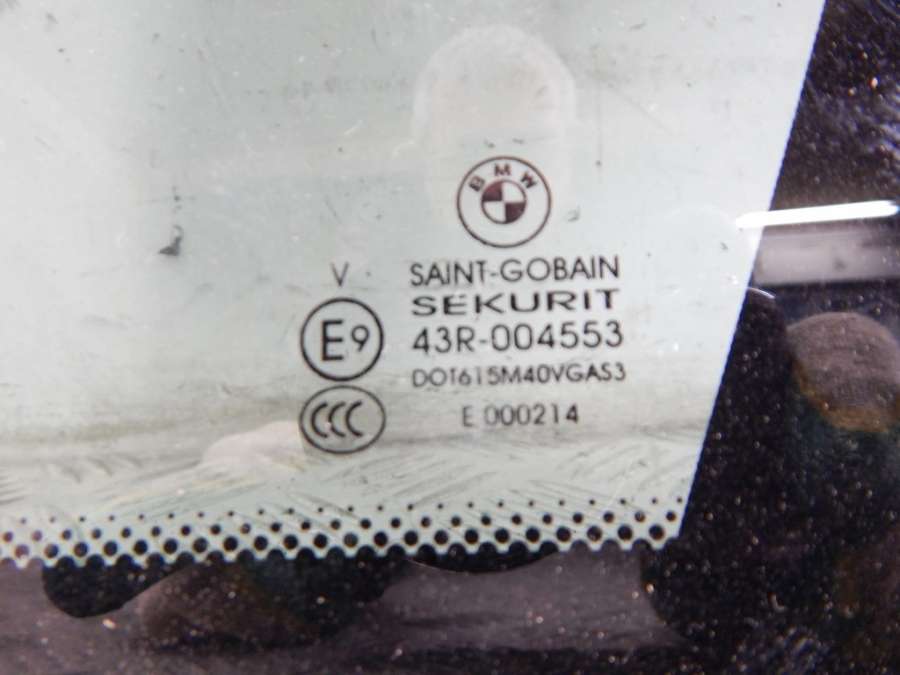 BMW
V SAINT-GOBAIN
SEKURIT
E9 43R-004553
DOT615M40VGAS3
CCC E 000214